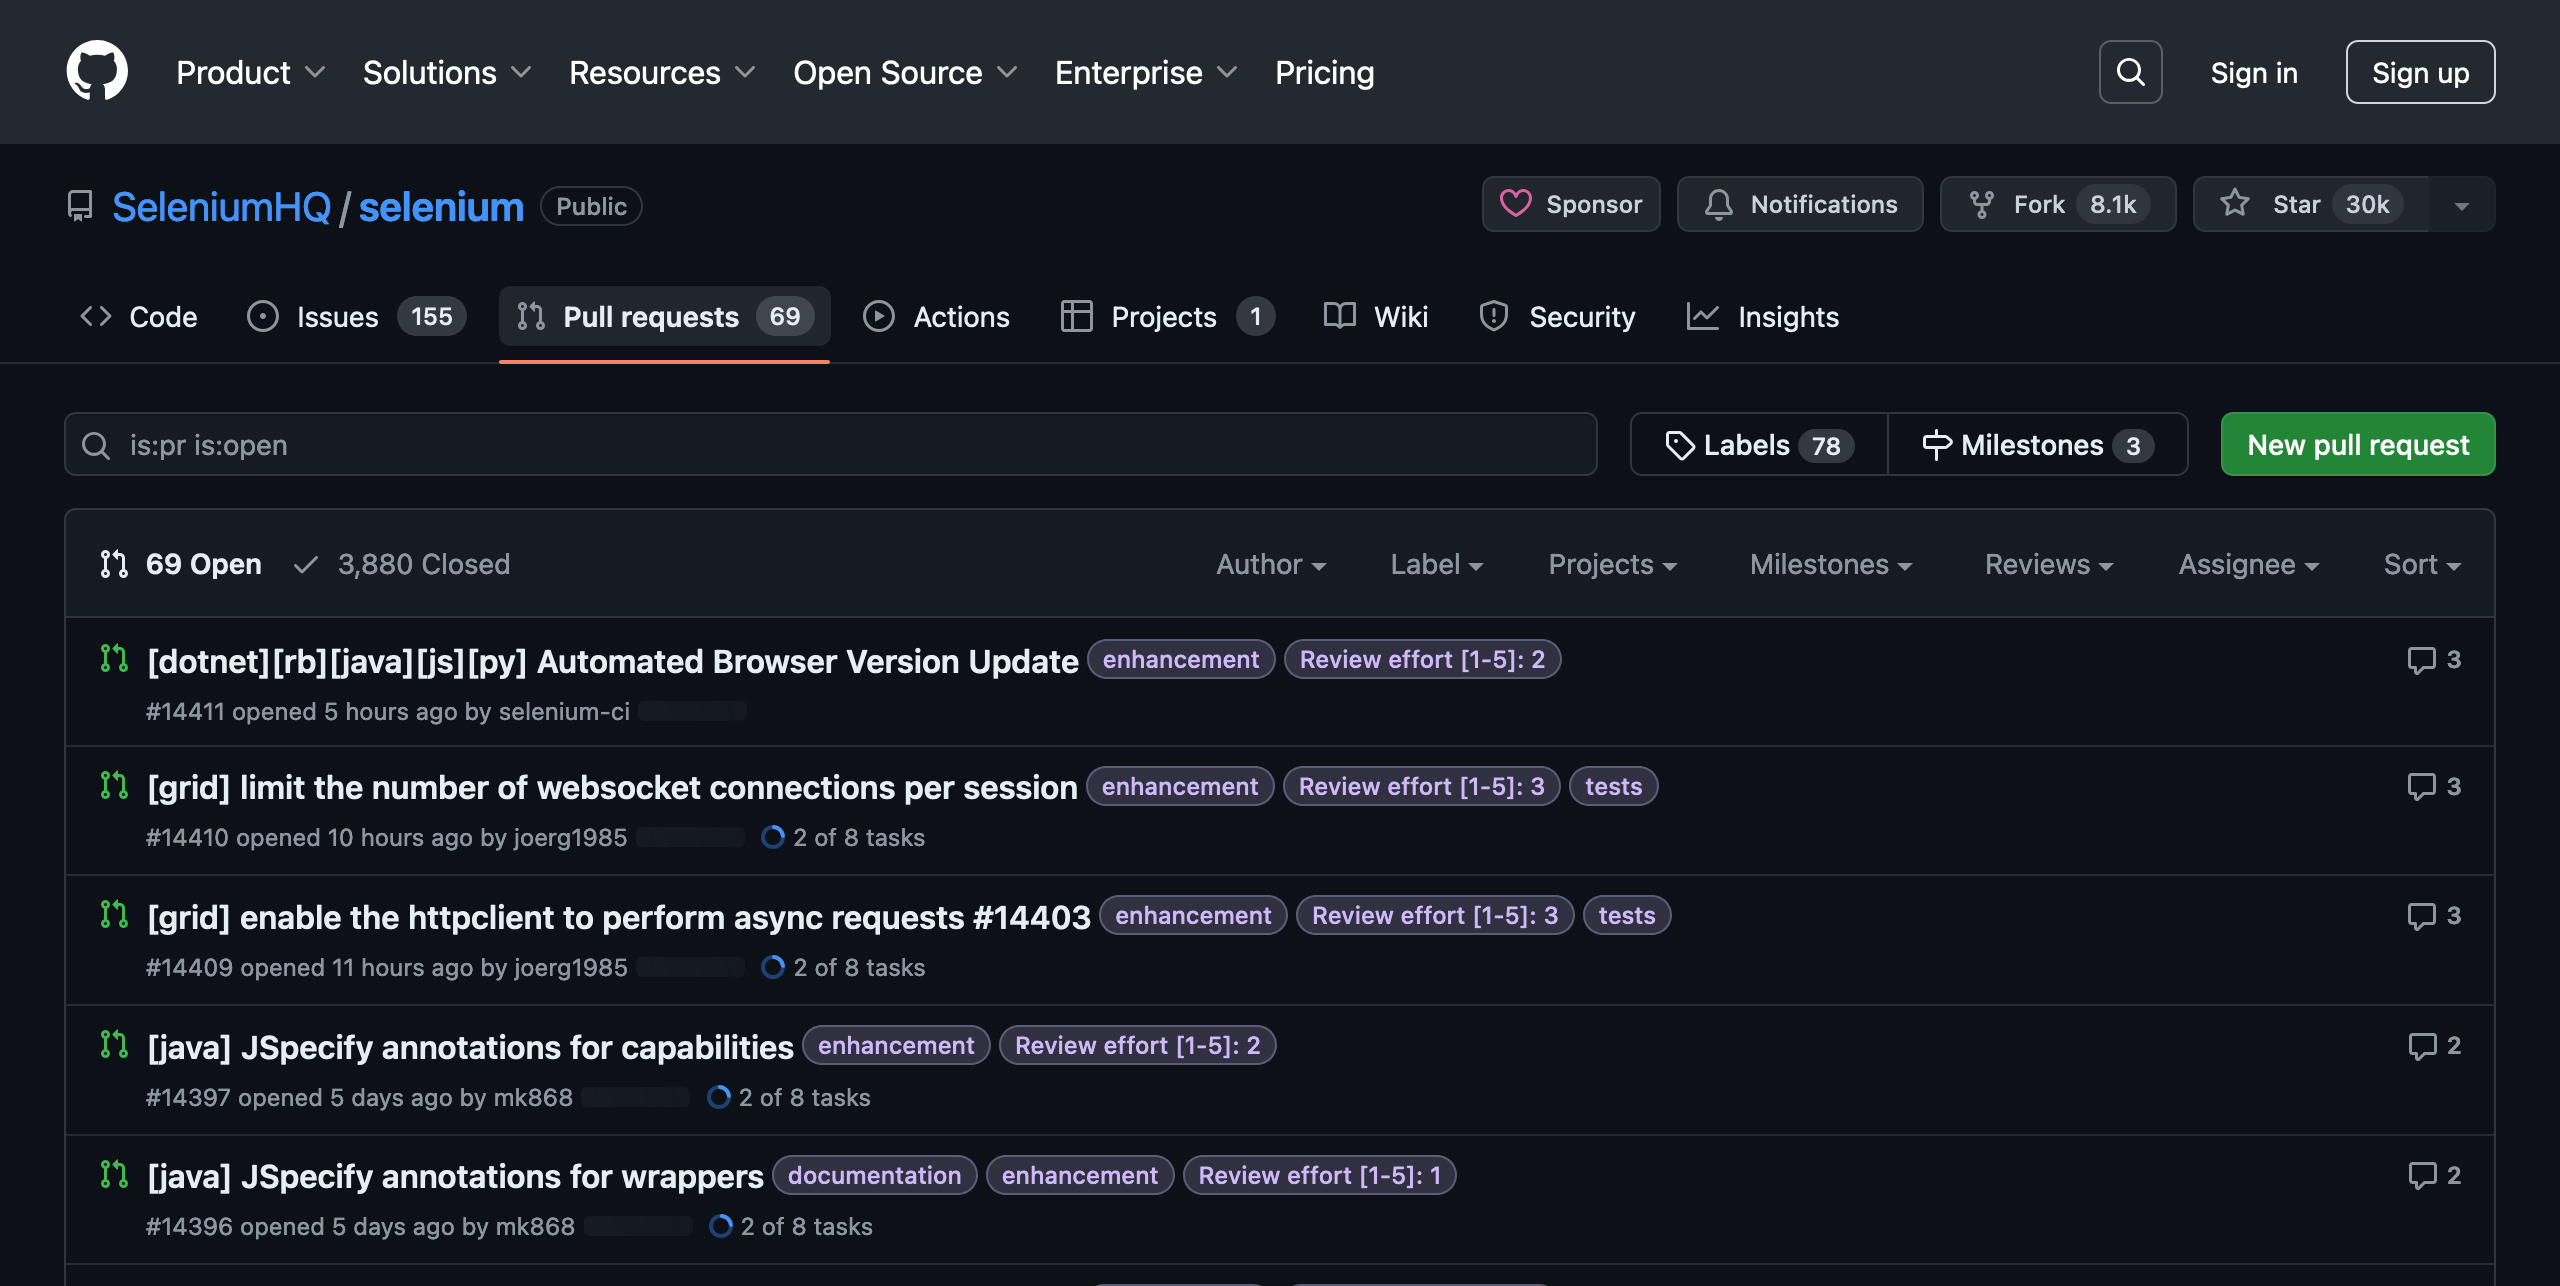 Product Solutions Resources Open Source Enterprise Pricing Sign in Sign up
SeleniumHQ / selenium Public Sponsor Notifications Fork 8.1k Star 30k
Code Issues 155 Pull requests 69 Actions Projects 1 Wiki Security Insights
is:pr is:open Labels 78 Milestones 3 New pull request
69 Open 3,880 Closed Author Label Projects Milestones Reviews Assignee Sort
[dotnet][rb][java][js][py] Automated Browser Version Update enhancement Review effort [1-5]: 2 3
#14411 opened 5 hours ago by selenium-ci
[grid] limit the number of websocket connections per session enhancement Review effort [1-5]: 3 tests 3
#14410 opened 10 hours ago by joerg1985 2 of 8 tasks
[grid] enable the httpclient to perform async requests #14403 enhancement Review effort [1-5]: 3 tests 3
#14409 opened 11 hours ago by joerg1985 2 of 8 tasks
[java] JSpecify annotations for capabilities enhancement Review effort [1-5]: 2 2
#14397 opened 5 days ago by mk868 2 of 8 tasks
[java] JSpecify annotations for wrappers documentation enhancement Review effort [1-5]: 1 2
#14396 opened 5 days ago by mk868 2 of 8 tasks